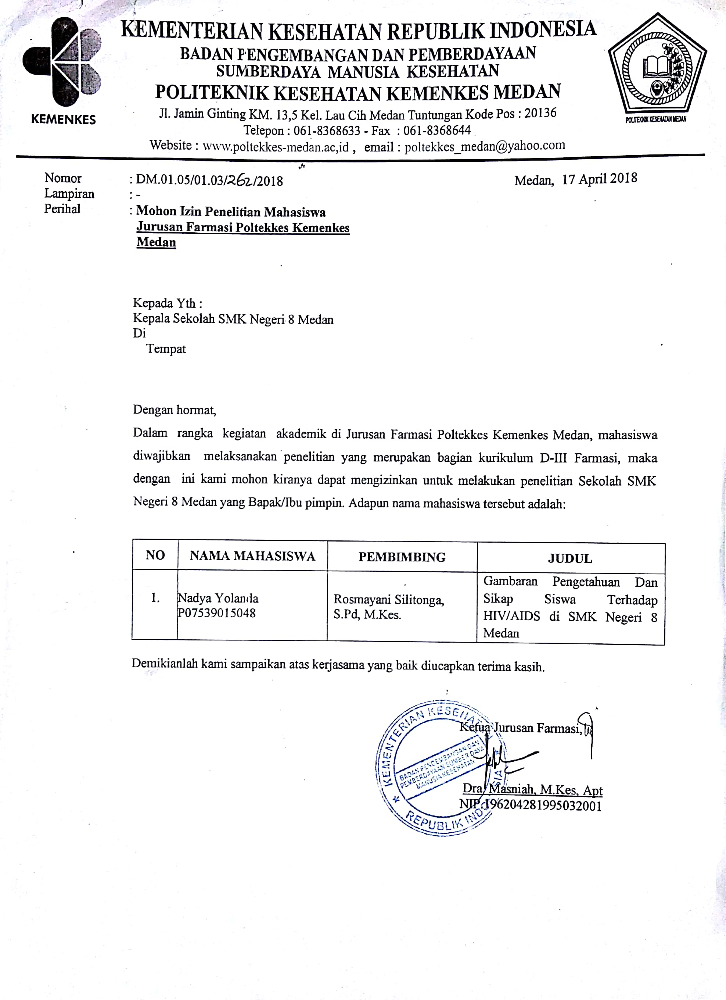 KEMENTERIAN KESEHATAN REPUBLIK INDONESIA
BADAN PENGEMBANGAN DAN PEMBERDAYAAN
SUMBERDAYA MANUSIA KESEHATAN
POLITEKNIK KESEHATAN KEMENKES MEDAN
Jl. Jamin Ginting KM. 13,5 Kel. Lau Cih Medan Tuntungan Kode Pos : 20136
Telepon : 061-8368633 - Fax : 061-8368644
Website : www.poltekkes-medan.ac,id , email : poltekkes_medan@yahoo.com
KEMENKES
POLITEKNIK KESEHATAN MEDAN
Nomor : DM.01.05/01.03/262/2018 Medan, 17 April 2018
Lampiran : -
Perihal : Mohon Izin Penelitian Mahasiswa
Jurusan Farmasi Poltekkes Kemenkes
Medan
Kepada Yth :
Kepala Sekolah SMK Negeri 8 Medan
Di
Tempat
Dengan hormat,
Dalam rangka kegiatan akademik di Jurusan Farmasi Poltekkes Kemenkes Medan, mahasiswa
diwajibkan melaksanakan penelitian yang merupakan bagian kurikulum D-III Farmasi, maka
dengan ini kami mohon kiranya dapat mengizinkan untuk melakukan penelitian Sekolah SMK
Negeri 8 Medan yang Bapak/Ibu pimpin. Adapun nama mahasiswa tersebut adalah:
NO NAMA MAHASISWA PEMBIMBING JUDUL
1. Nadya Yolanda
P07539015048
Rosmayani Silitonga,
S.Pd, M.Kes.
Gambaran Pengetahuan Dan
Sikap Siswa Terhadap
HIV/AIDS di SMK Negeri 8
Medan
Demikianlah kami sampaikan atas kerjasama yang baik diucapkan terima kasih.
Ketua Jurusan Farmasi,
KEMENTERIAN KESEHATAN
BADAN PENGEMBANGAN DAN
PEMBERDAYAAN SUMBER DAYA
MANUSIA KESEHATAN
REPUBLIK INDONESIA
Dra. Masniah, M.Kes, Apt
NIP.196204281995032001